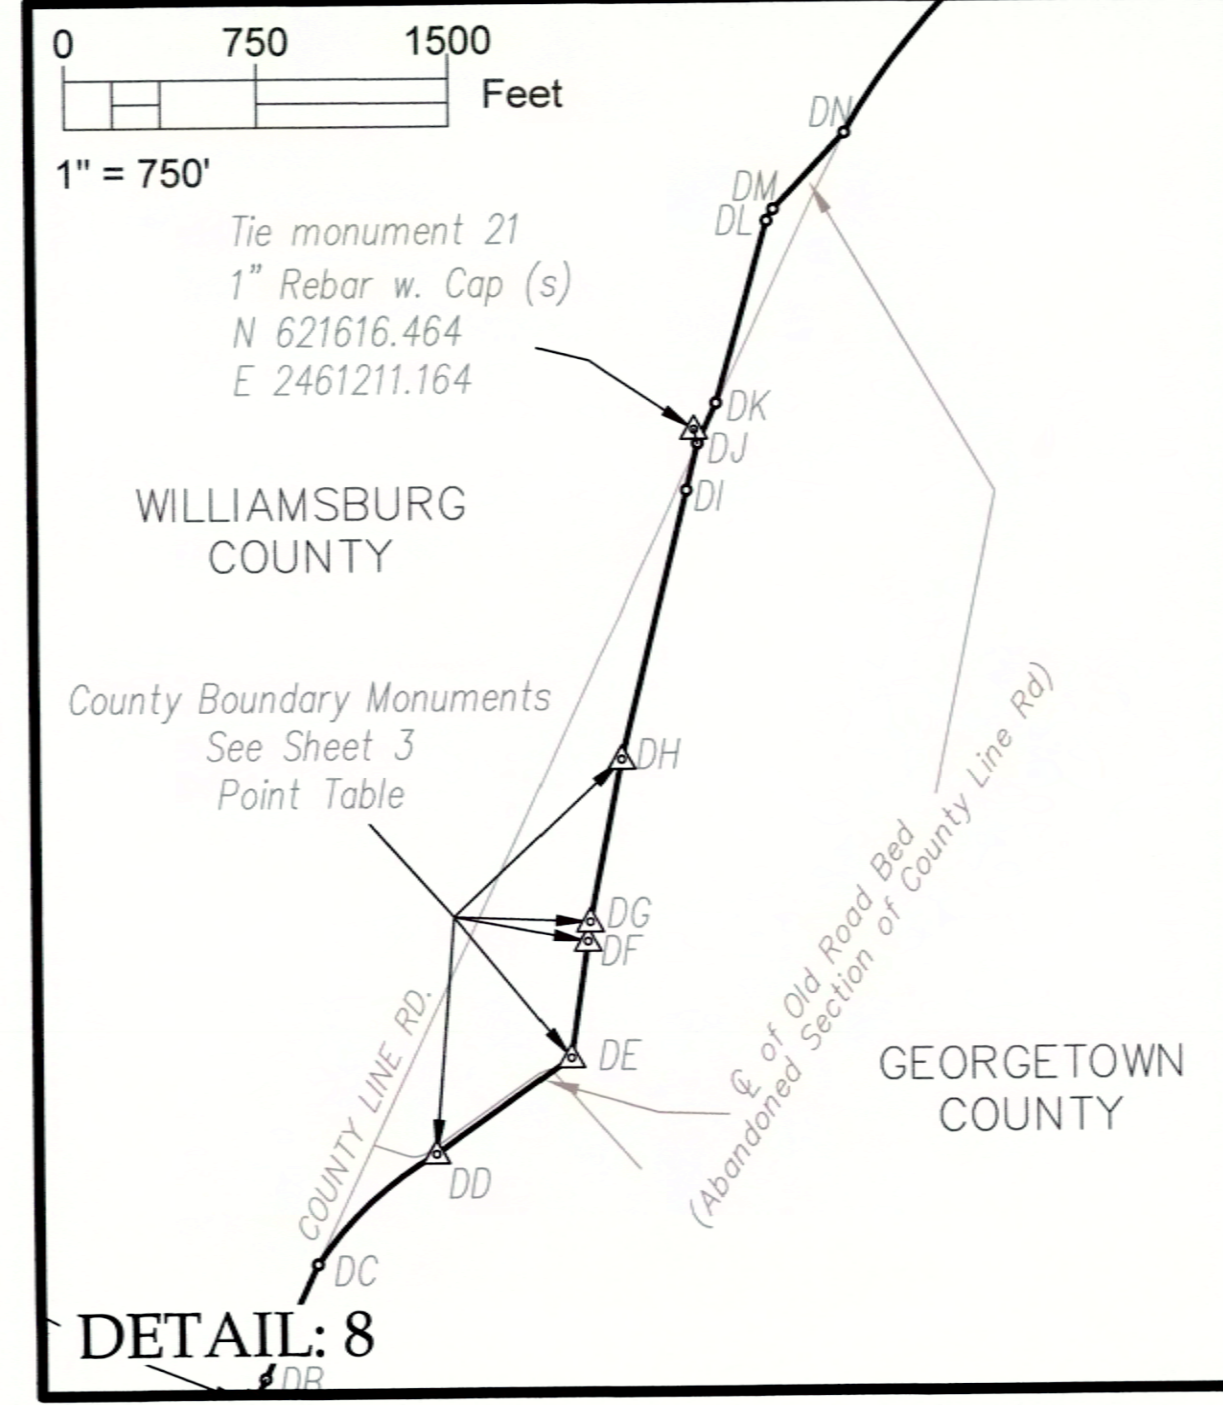 0 750 1500
Feet
1" = 750'
DN
DM
DL
Tie monument 21
1" Rebar w. Cap (s)
N 621616.464
E 2461211.164
DK
DJ
DI
WILLIAMSBURG
COUNTY
County Boundary Monuments
See Sheet 3
Point Table
DH
DG
DF
DE
℄ of Old Road Bed
(Abandoned Section of County Line Rd)
COUNTY LINE RD.
GEORGETOWN
COUNTY
DD
DC
DETAIL: 8
DB